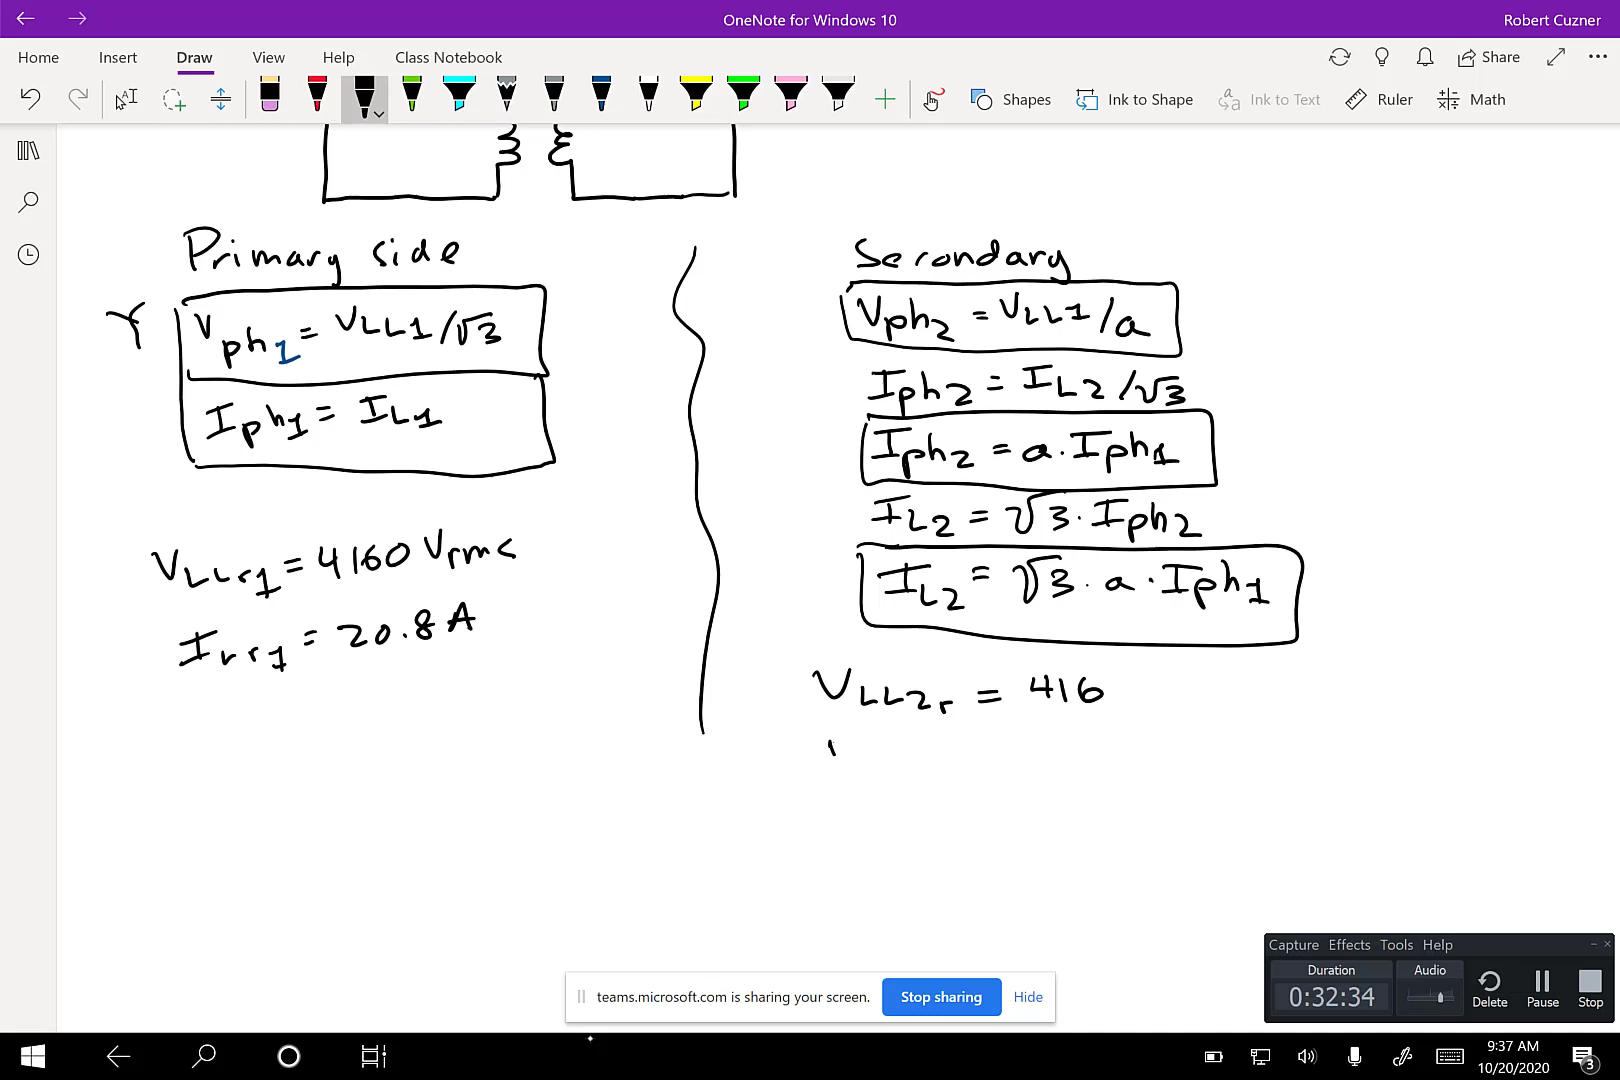 OneNote for Windows 10
Robert Cuzner
Home Insert Draw View Help Class Notebook
Share
Shapes Ink to Shape Ink to Text Ruler Math
Primary side
Y
Vph1 = VLL1/√3
Iph1 = IL1
VLLr1 = 4160 Vrms
ILr1 = 20.8 A
Secondary
Vph2 = VLL1/a
Iph2 = IL2/√3
Iph2 = a · Iph1
IL2 = √3 · Iph2
IL2 = √3 · a · Iph1
VLL2r = 416
Capture Effects Tools Help
Duration Audio
0:32:34
Delete Pause Stop
teams.microsoft.com is sharing your screen. Stop sharing Hide
9:37 AM
10/20/2020
3